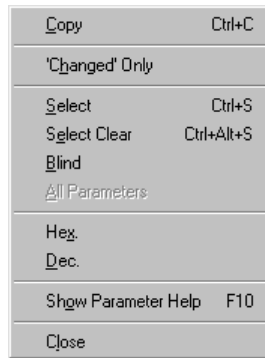 Copy Ctrl+C
'Changed' Only
Select Ctrl+S
Select Clear Ctrl+Alt+S
Blind
All Parameters
Hex.
Dec.
Show Parameter Help F10
Close